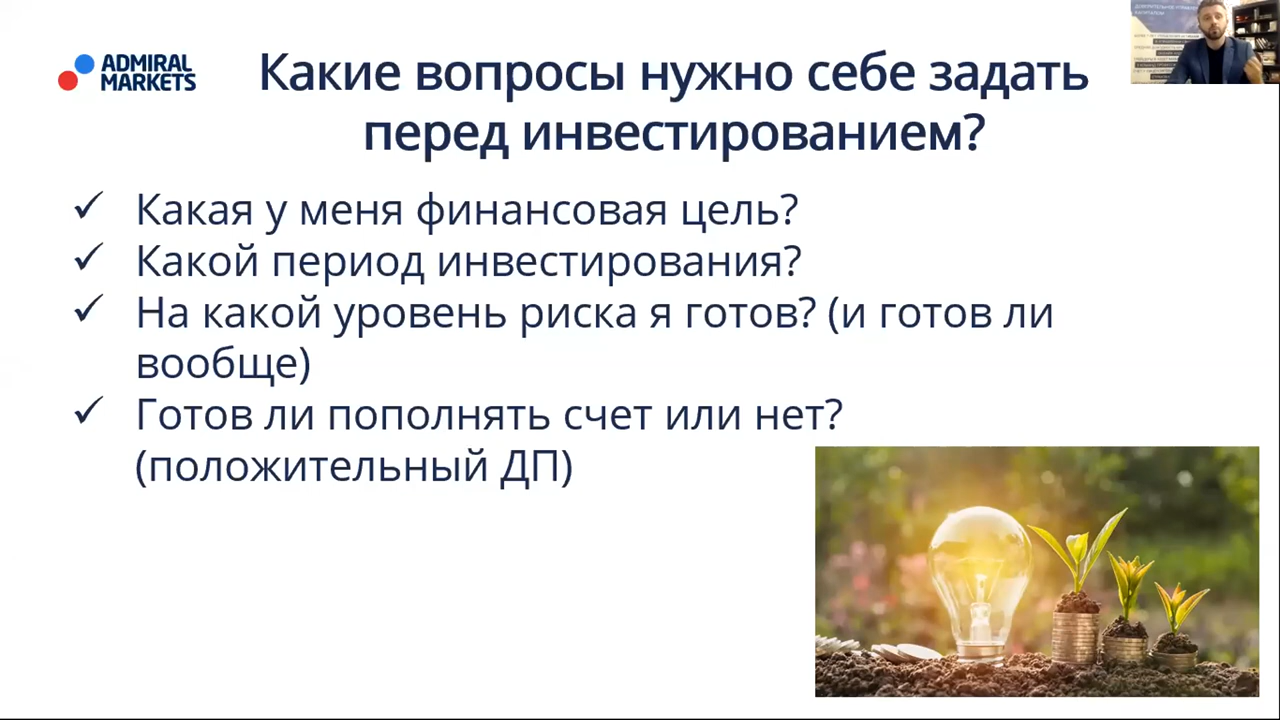 ADMIRAL
MARKETS
Какие вопросы нужно себе задать
перед инвестированием?
✓ Какая у меня финансовая цель?
✓ Какой период инвестирования?
✓ На какой уровень риска я готов? (и готов ли
вообще)
✓ Готов ли пополнять счет или нет?
(положительный ДП)